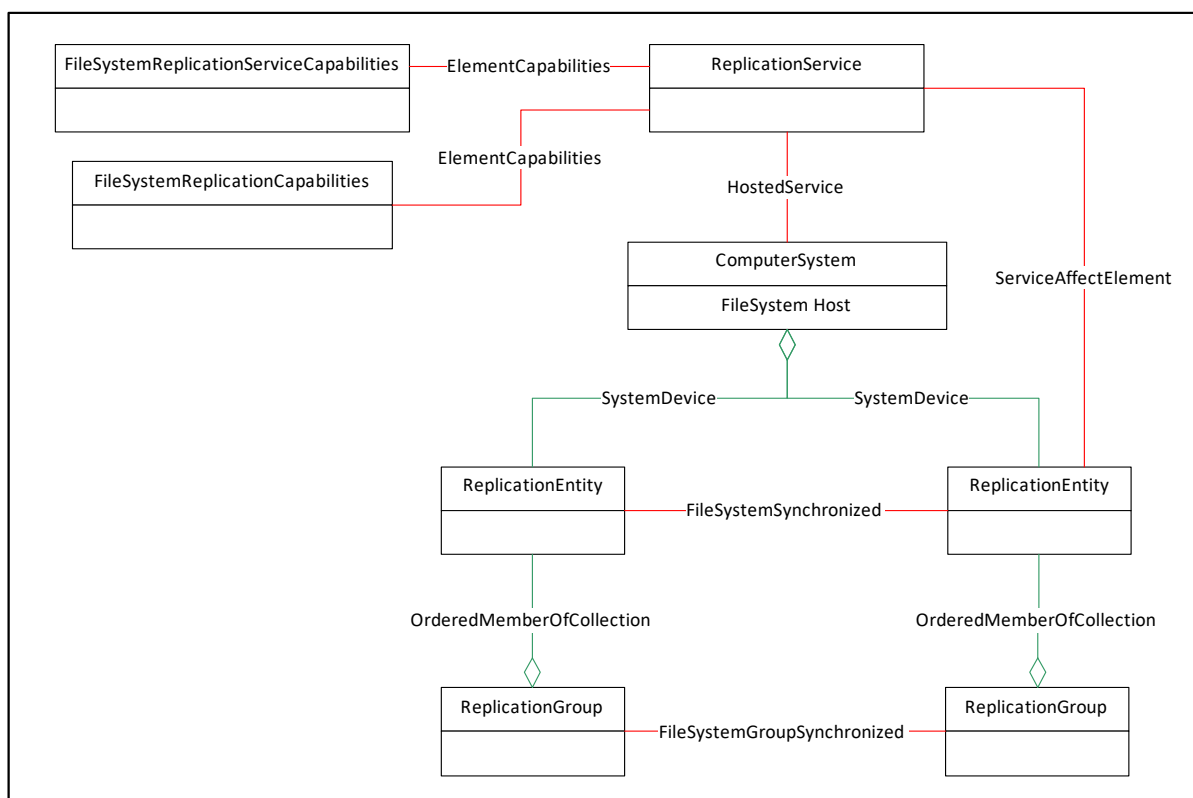 FileSystemReplicationServiceCapabilities
ElementCapabilities
ReplicationService
ElementCapabilities
FileSystemReplicationCapabilities
HostedService
ComputerSystem
FileSystem Host
ServiceAffectElement
SystemDevice
SystemDevice
ReplicationEntity
ReplicationEntity
FileSystemSynchronized
OrderedMemberOfCollection
OrderedMemberOfCollection
ReplicationGroup
ReplicationGroup
FileSystemGroupSynchronized